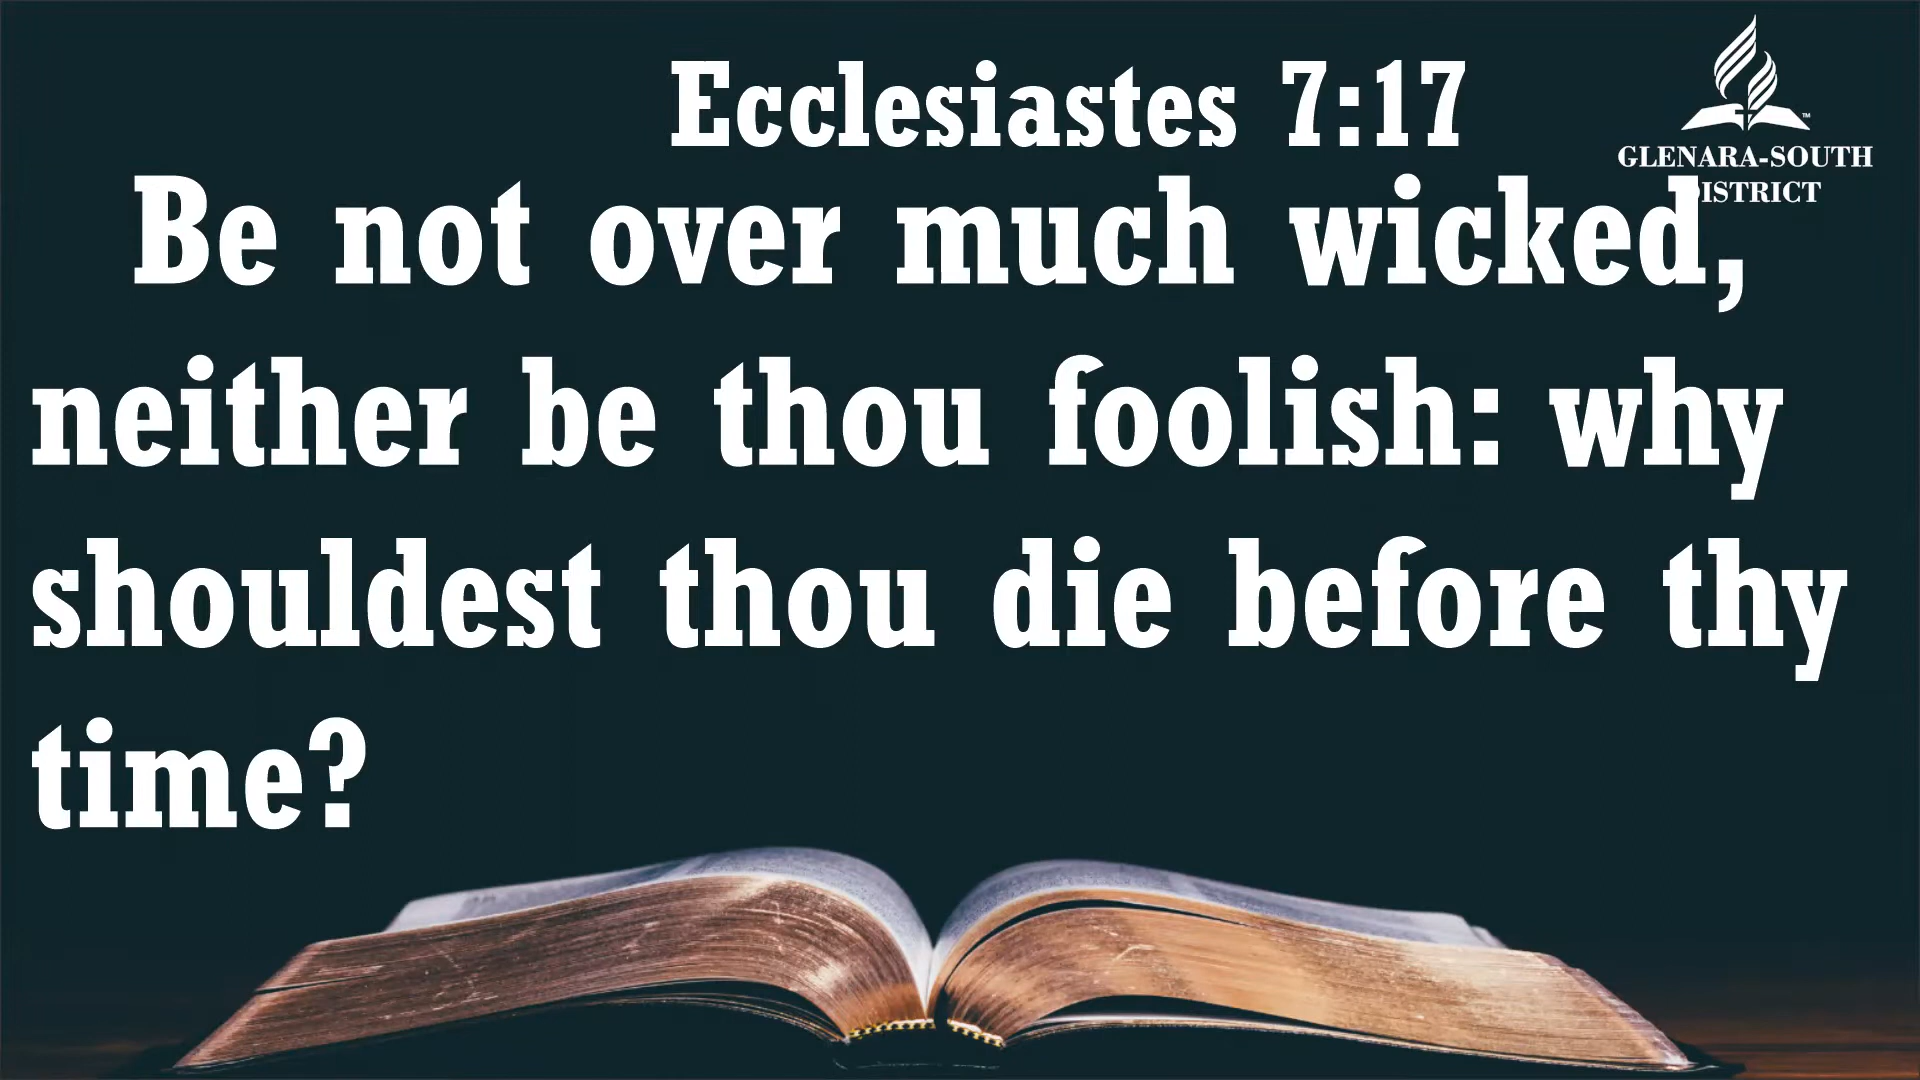 Ecclesiastes 7:17
GLENARA-SOUTH
DISTRICT
Be not over much wicked,
neither be thou foolish: why
shouldest thou die before thy
time?